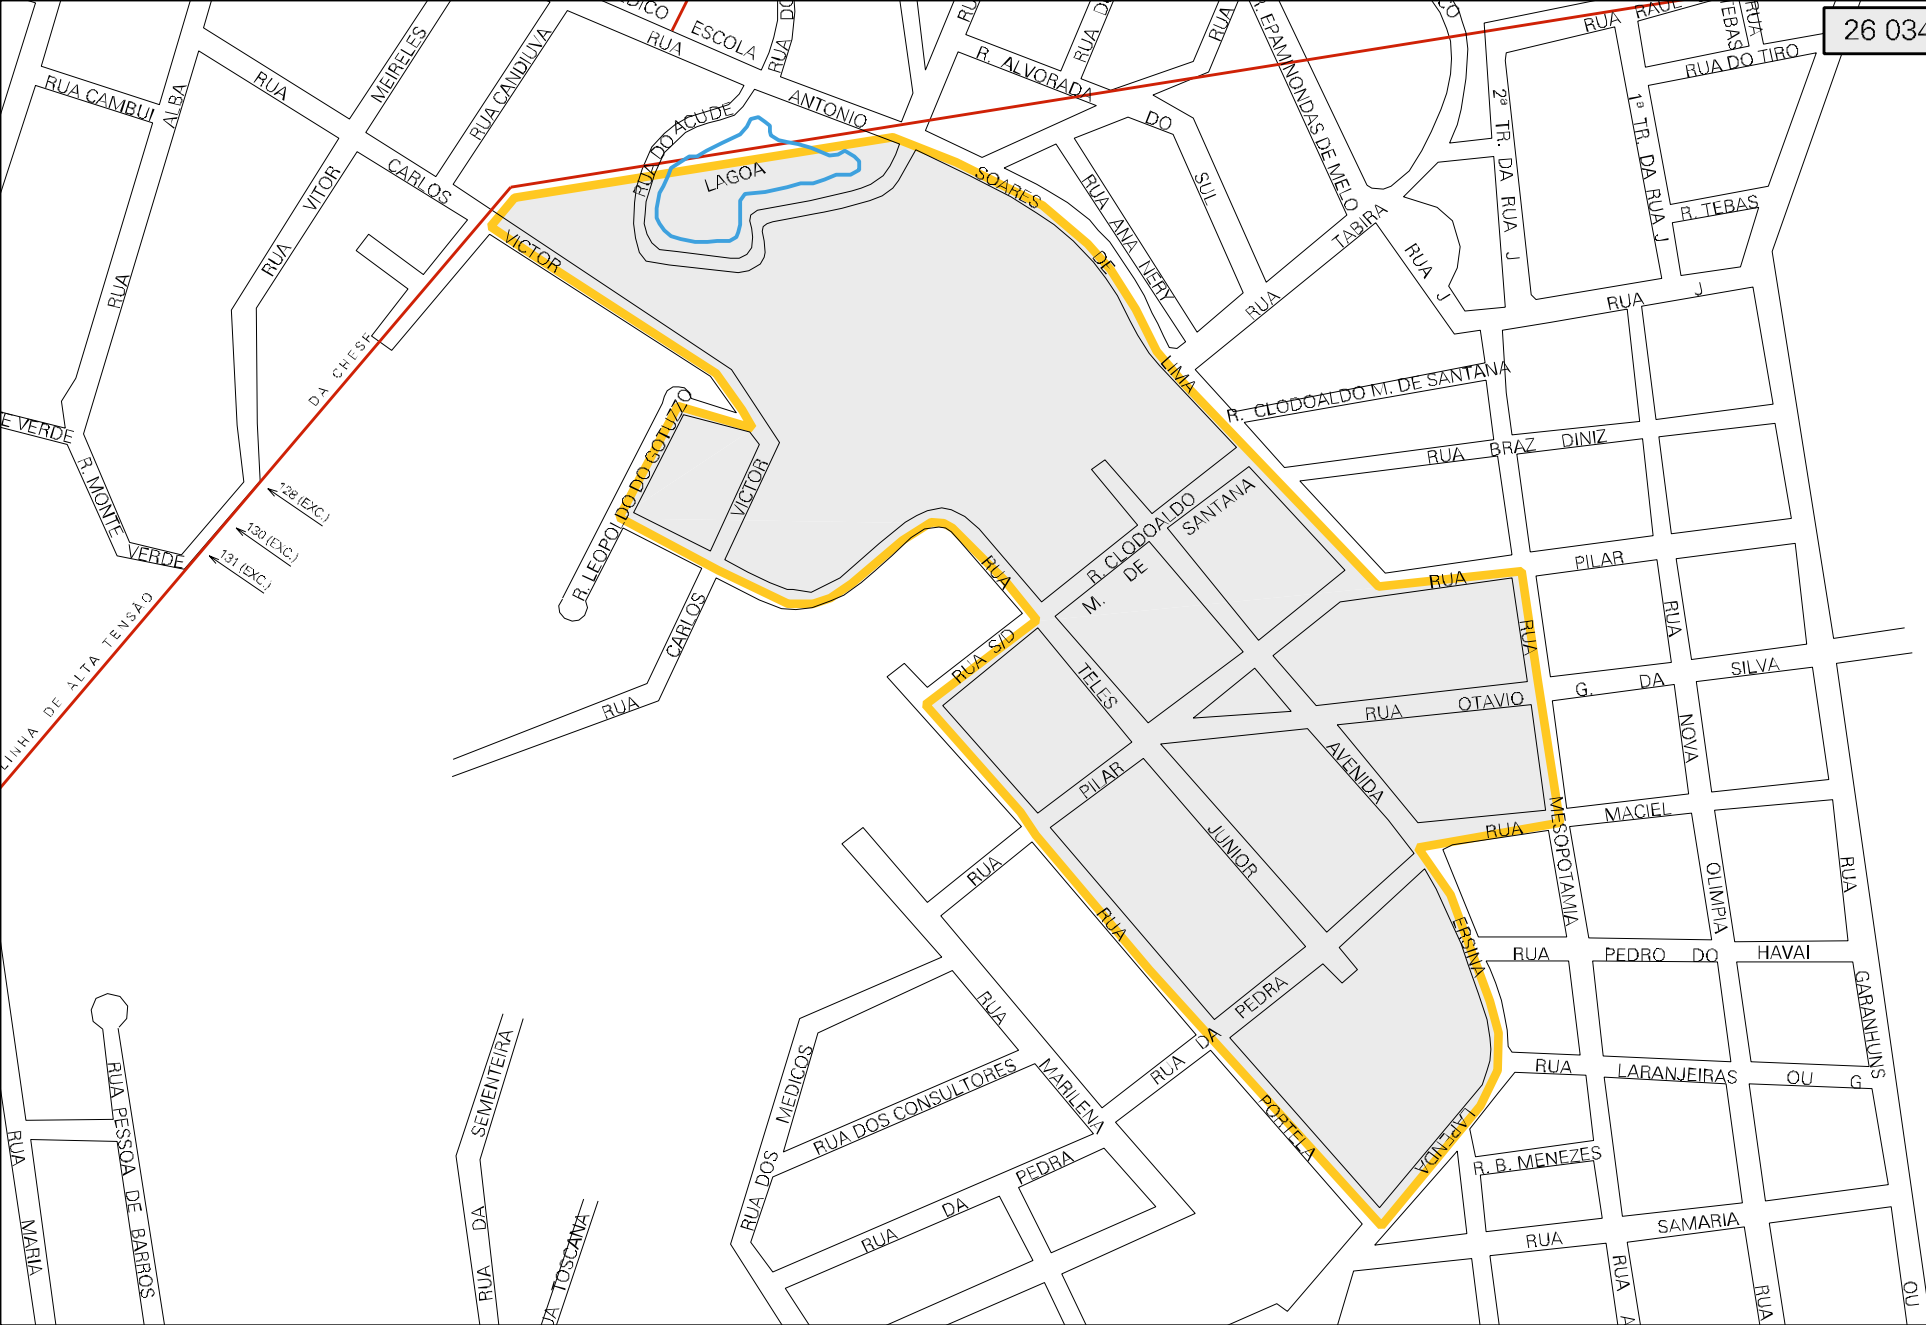 26 034
ESCOLA
RUA
RUA CAMBUI
ALBA
RUA
RUA
MEIRELES
VITOR
RUA
RUA CANDIUVA
CARLOS
VICTOR
RUA DO ACUDE
LAGOA
ANTONIO
SOARES
DE
LIMA
R. ALVORADA
RUA
DO
SUL
RUA ANA NERY
R. EPAMINONDAS DE MELO
RUA
TABIRA
RUA J
2ª TR. DA RUA J
1ª TR. DA RUA J
RUA
RUA DO TIRO
R. TEBAS
RUA J
R. CLODOALDO M. DE SANTANA
RUA BRAZ DINIZ
RUA PILAR
RUA
MESOPOTAMIA
G. DA SILVA
RUA OTAVIO
RUA
NOVA
OLIMPIA
RUA MACIEL
RUA
GARANHUNS
OU
AVENIDA
ERSINA
LAPENDA
RUA PEDRO DO HAVAI
RUA LARANJEIRAS OU G
R. B. MENEZES
RUA SAMARIA
RUA A
RUA
R. CLODOALDO
M. DE SANTANA
RUA
TELES
JUNIOR
RUA S/D
RUA
PILAR
RUA
PORTELA
RUA DA
PEDRA
RUA
MARILENA
RUA DOS CONSULTORES
RUA DOS MEDICOS
RUA DA PEDRA
R. LEOPOLDO DO GOTUZZO
VICTOR
CARLOS
RUA
E VERDE
R. MONTE
VERDE
LINHA DE ALTA TENSÃO
DA CHESF
128 (EXC.)
130 (EXC.)
131 (EXC.)
RUA PESSOA DE BARROS
RUA
MARIA
RUA DA
SEMENTEIRA
TOSCANA